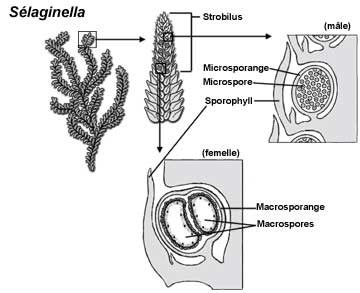 Sélaginella
Strobilus
(mâle)
Microsporange
Microspore
Sporophyll
(femelle)
Macrosporange
Macrospores